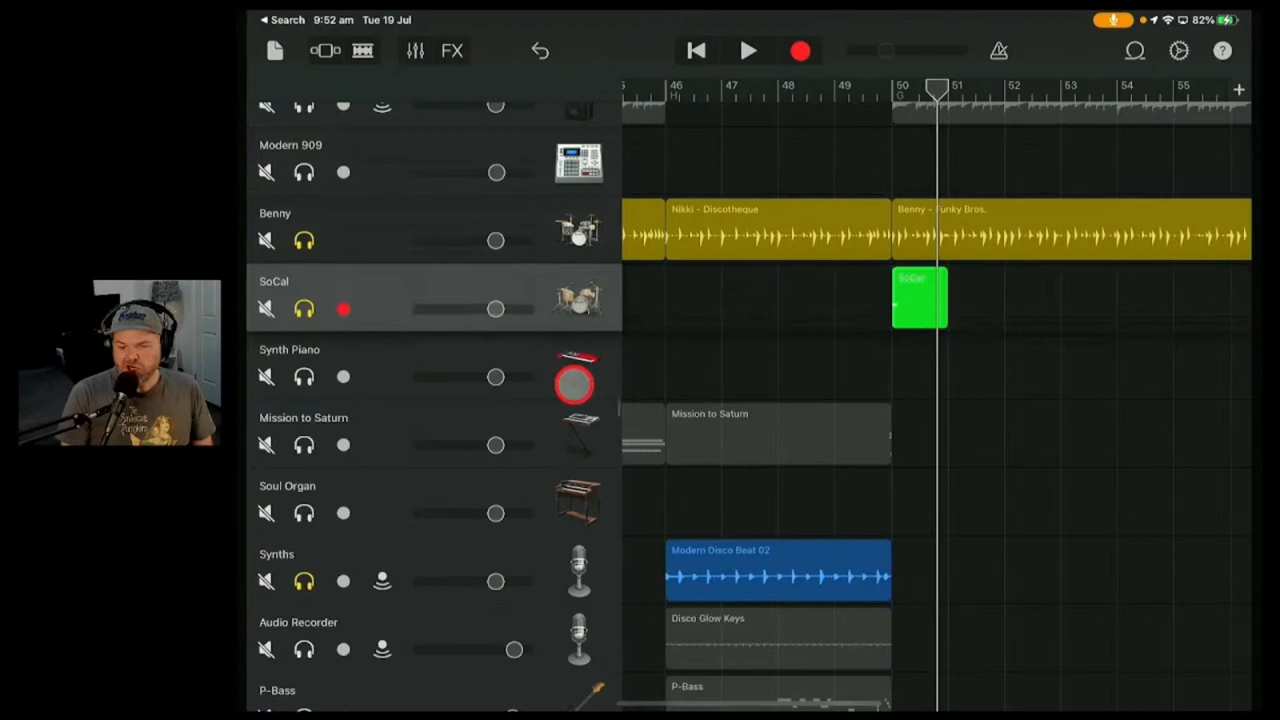 ◀ Search 9:52 am Tue 19 Jul 82%
FX
46 47 48 49 50 51 52 53 54 55
H G
Modern 909
Benny
Nikki - Discotheque
Benny - Funky Bros.
SoCal
SoCal
Synth Piano
Mission to Saturn
Mission to Saturn
Soul Organ
Synths
Modern Disco Beat 02
Audio Recorder
Disco Glow Keys
P-Bass
P-Bass